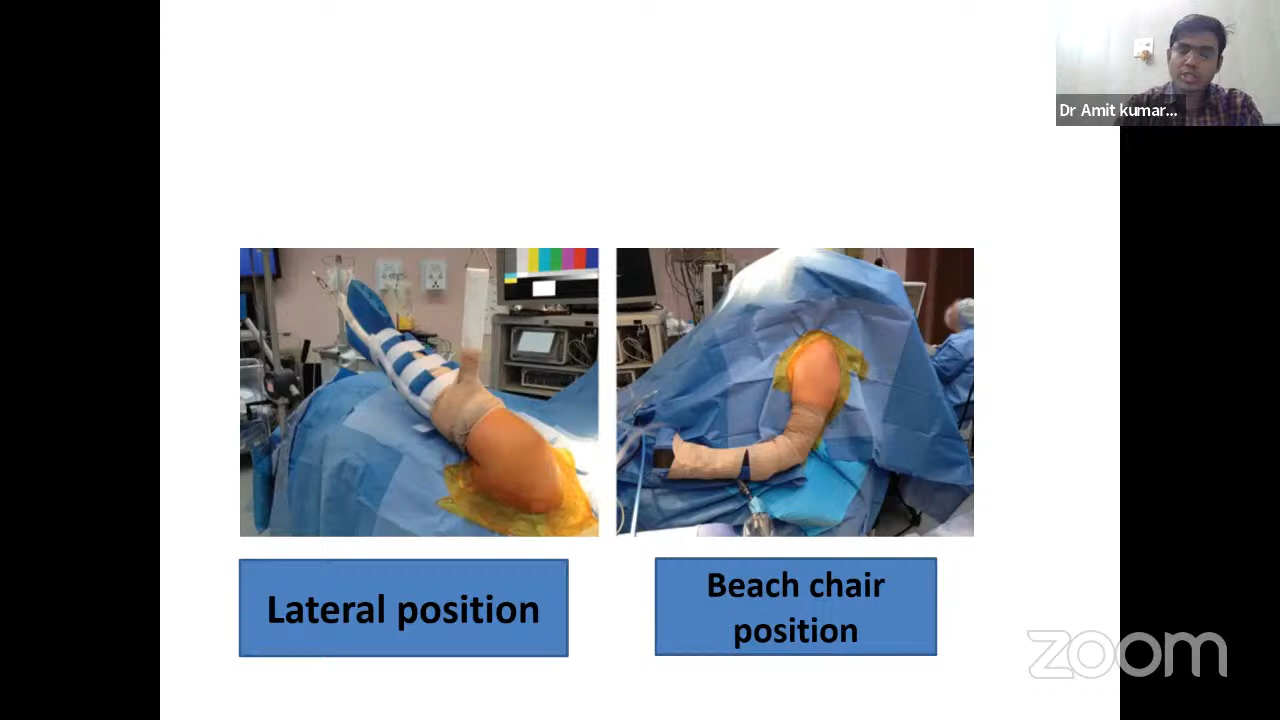 Dr Amit kumar...
Lateral position
Beach chair
position
zoom